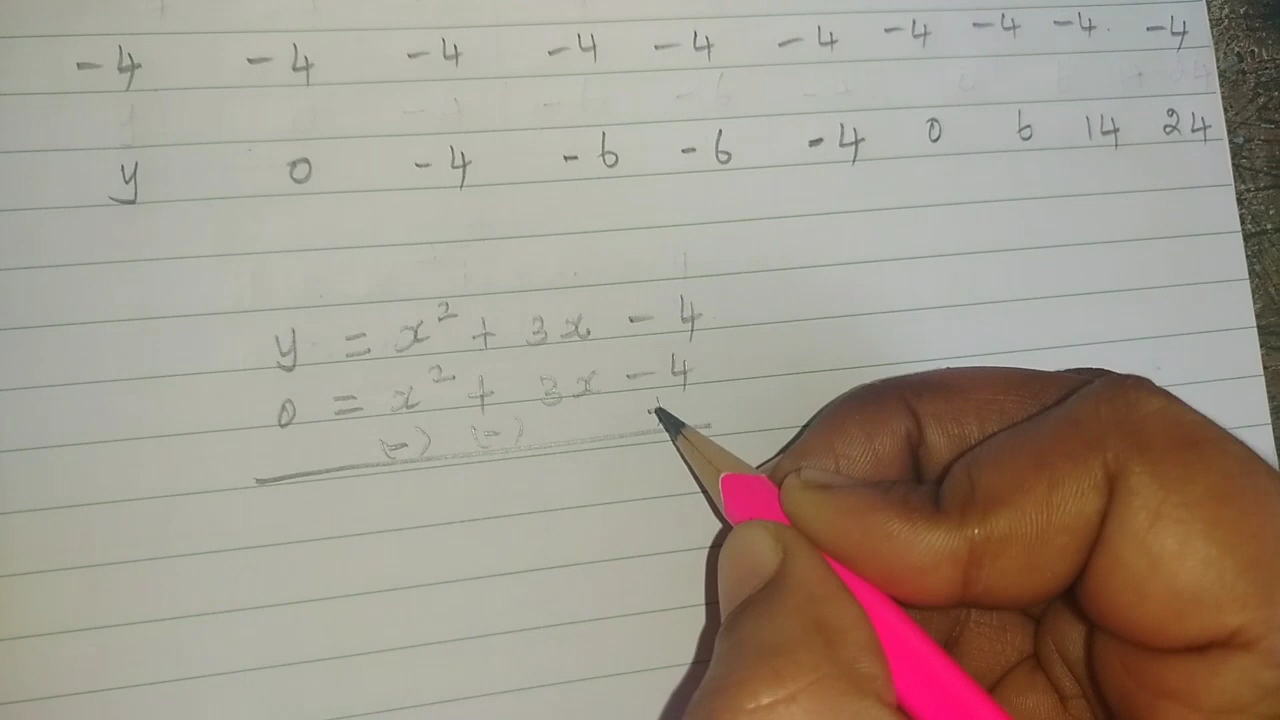 -4 -4 -4 -4 -4 -4 -4 -4 -4 -4
y 0 -4 -6 -6 -4 0 6 14 24
y = x² + 3x - 4
0 = x² + 3x - 4
(-) (-)